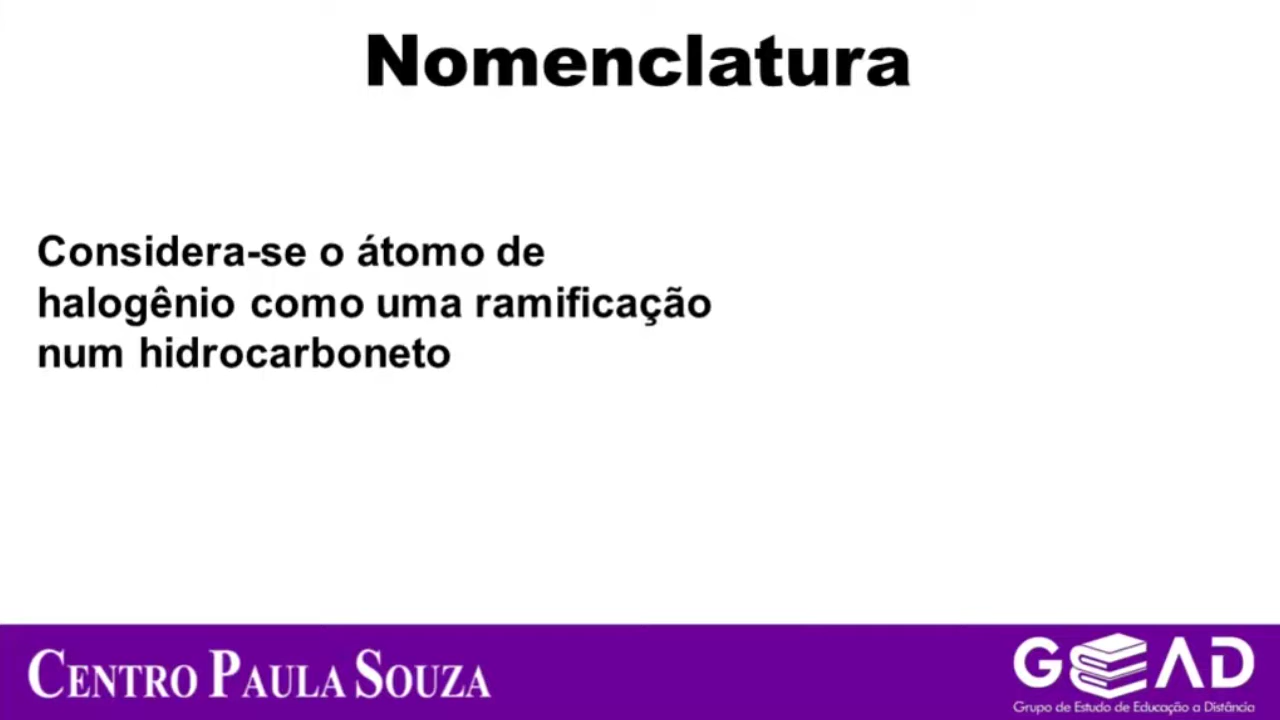 Nomenclatura
Considera-se o átomo de
halogênio como uma ramificação
num hidrocarboneto
CENTRO PAULA SOUZA
GEAD
Grupo de Estudo de Educação a Distância